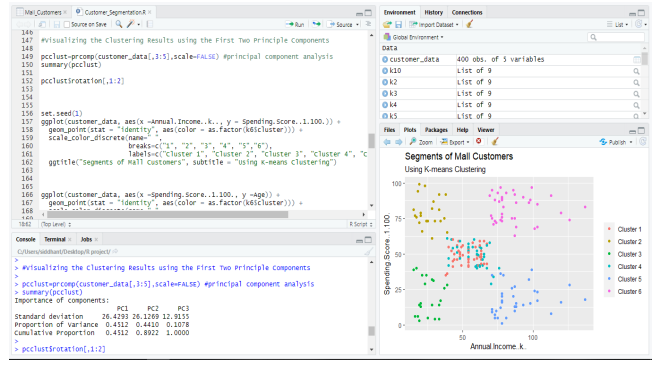 Mall_Customers ×
Customer_Segmentation.R ×
Source on Save
Run
Source
146
147 #Visualizing the Clustering Results using the First Two Principle Components
148
149 pcclust=prcomp(customer_data[,3:5],scale=FALSE) #principal component analysis
150 summary(pcclust)
151
152 pcclust$rotation[,1:2]
153
154
155
156 set.seed(1)
157 ggplot(customer_data, aes(x =Annual.Income..k.., y = Spending.Score..1.100.)) +
158 geom_point(stat = "identity", aes(color = as.factor(k6$cluster))) +
159 scale_color_discrete(name=" ",
160 breaks=c("1", "2", "3", "4", "5","6"),
161 labels=c("Cluster 1", "Cluster 2", "Cluster 3", "Cluster 4", "C
162 ggtitle("Segments of Mall Customers", subtitle = "Using K-means Clustering")
163
164
165
166 ggplot(customer_data, aes(x =Spending.Score..1.100., y =Age)) +
167 geom_point(stat = "identity", aes(color = as.factor(k6$cluster))) +
168
(Top Level)
R Script
Console Terminal × Jobs ×
C:/Users/siddhant/Desktop/R project/
>
> #Visualizing the Clustering Results using the First Two Principle Components
>
> pcclust=prcomp(customer_data[,3:5],scale=FALSE) #principal component analysis
> summary(pcclust)
Importance of components:
PC1 PC2 PC3
Standard deviation 26.4293 26.1269 12.9155
Proportion of Variance 0.4512 0.4410 0.1078
Cumulative Proportion 0.4512 0.8922 1.0000
>
> pcclust$rotation[,1:2]
Environment History Connections
Import Dataset
List
Global Environment
Data
customer_data 400 obs. of 5 variables
k10 List of 9
k2 List of 9
k3 List of 9
k4 List of 9
k5 List of 9
Files Plots Packages Help Viewer
Zoom Export
Publish
Segments of Mall Customers
Using K-means Clustering
100
75
50
25
0
Spending.Score..1.100.
50 100
Annual.Income..k..
Cluster 1
Cluster 2
Cluster 3
Cluster 4
Cluster 5
Cluster 6